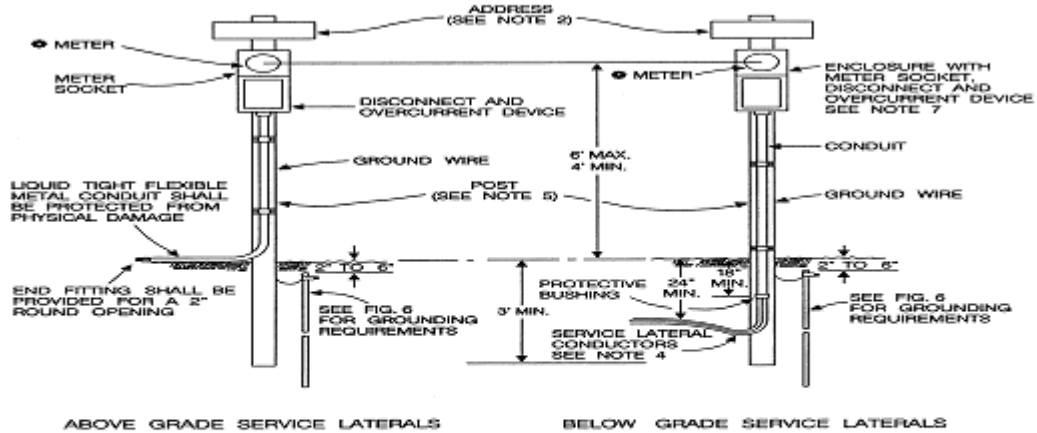 ADDRESS
(SEE NOTE 2)
METER
METER
SOCKET
DISCONNECT AND
OVERCURRENT DEVICE
GROUND WIRE
LIQUID TIGHT FLEXIBLE
METAL CONDUIT SHALL
BE PROTECTED FROM
PHYSICAL DAMAGE
POST
(SEE NOTE 5)
END FITTING SHALL BE
PROVIDED FOR A 2"
ROUND OPENING
2" TO 6"
SEE FIG. 6
FOR GROUNDING
REQUIREMENTS
6' MAX.
4' MIN.
3' MIN.
METER
ENCLOSURE WITH
METER SOCKET,
DISCONNECT AND
OVERCURRENT DEVICE
SEE NOTE 7
CONDUIT
GROUND WIRE
PROTECTIVE
BUSHING
24"
MIN.
18"
MIN.
2" TO 6"
SEE FIG. 6
FOR GROUNDING
REQUIREMENTS
SERVICE LATERAL
CONDUCTORS
SEE NOTE 4
ABOVE GRADE SERVICE LATERALS
BELOW GRADE SERVICE LATERALS